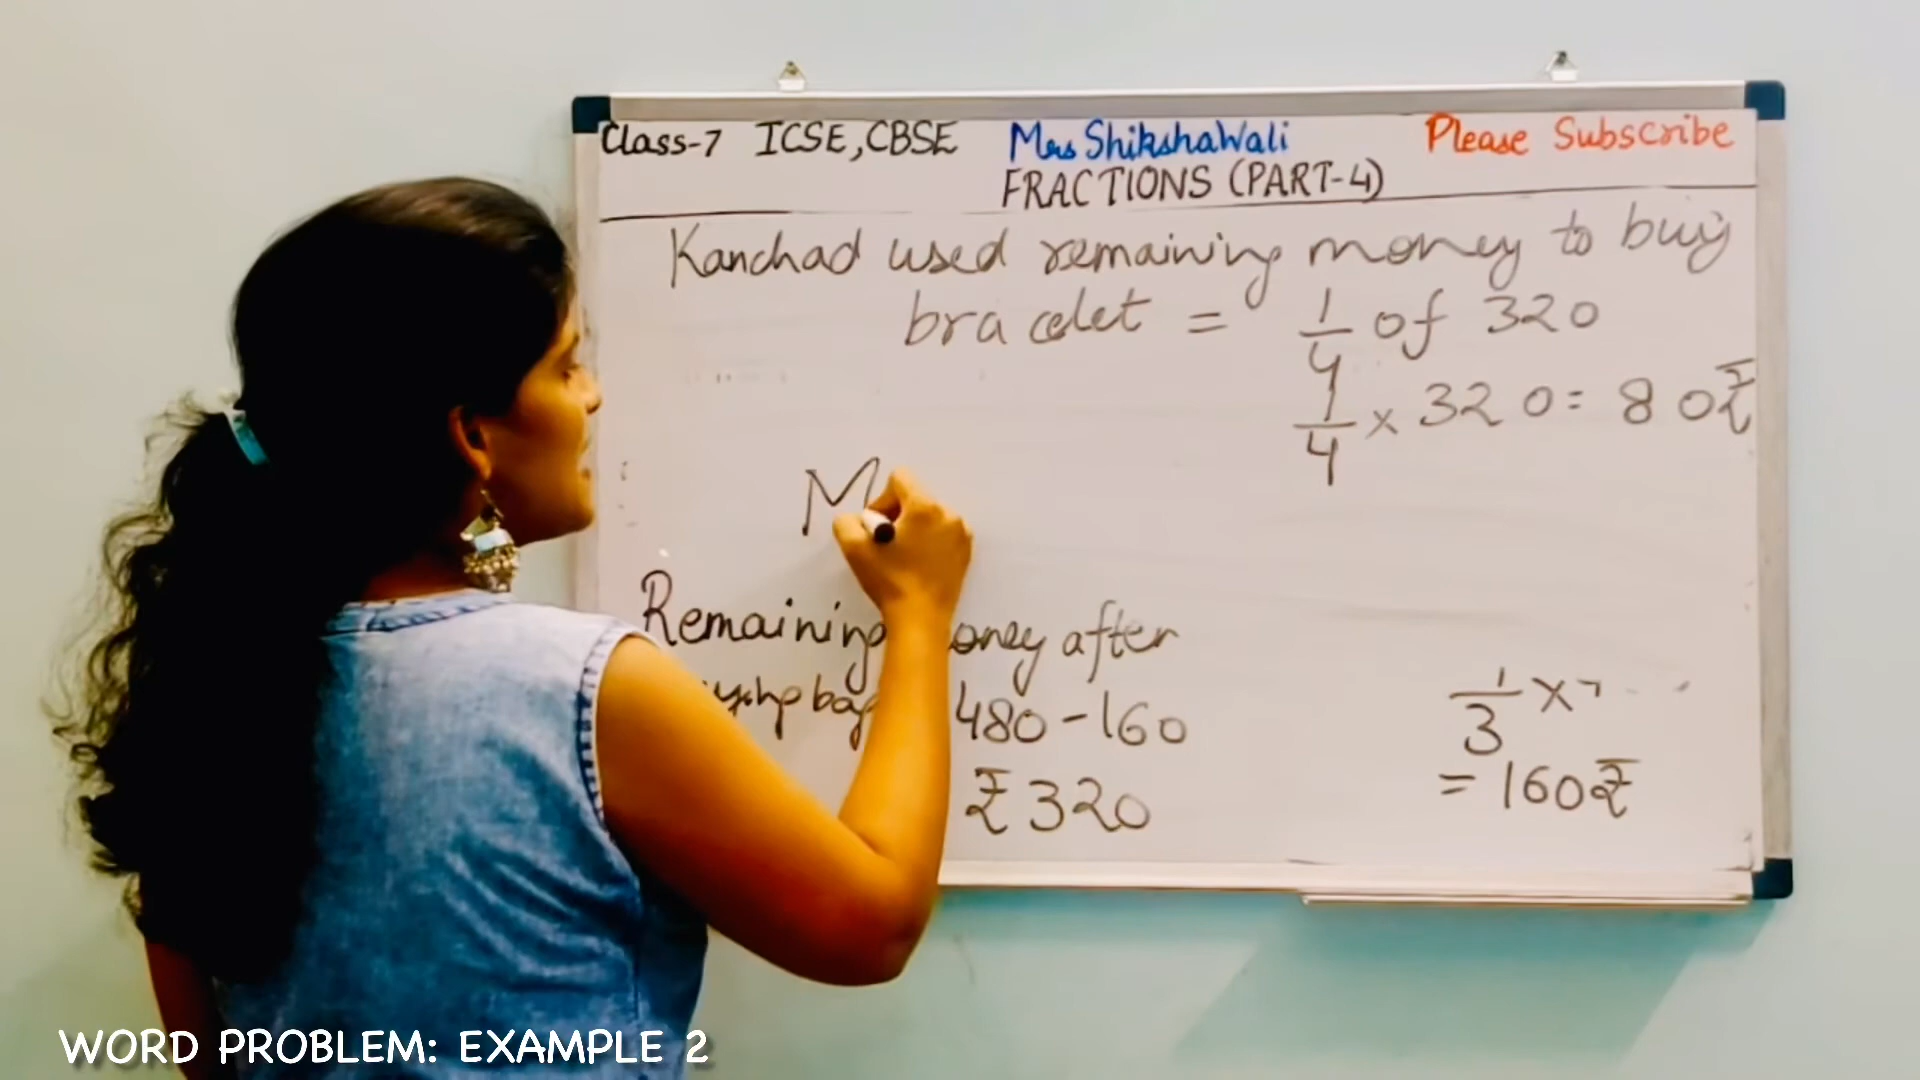 Class-7 ICSE, CBSE Mrs ShikshaWali Please Subscribe
FRACTIONS (PART-4)
Kanchad used remaining money to buy
bracelet = 1/4 of 320
1/4 × 320 = 80₹
M
Remaining money after
bag 480 - 160
₹320
1/3 ×
= 160₹
WORD PROBLEM: EXAMPLE 2